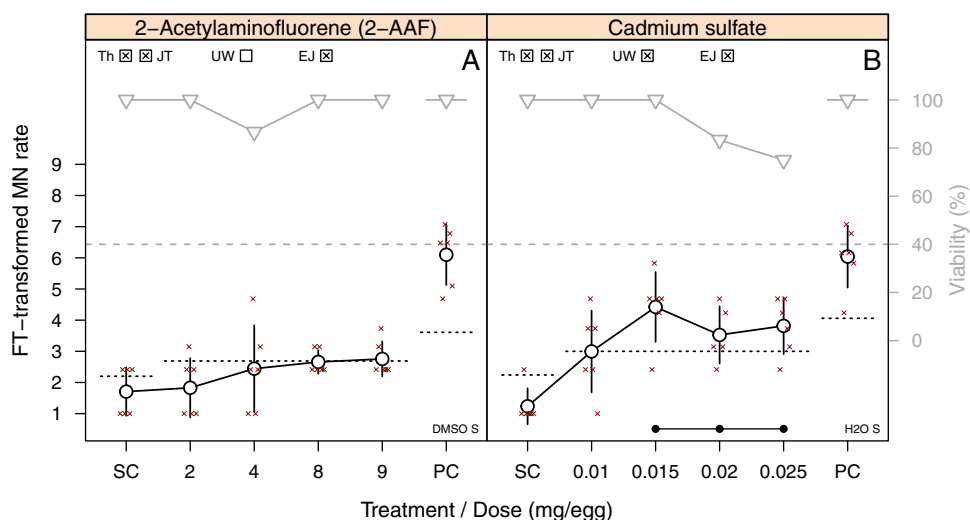 2−Acetylaminofluorene (2−AAF)
Cadmium sulfate
Th JT UW EJ A
Th JT UW EJ B
FT−transformed MN rate
9
8
7
6
5
4
3
2
1
100
80
60
40
20
0
Viability (%)
DMSO S
H2O S
SC 2 4 8 9 PC
SC 0.01 0.015 0.02 0.025 PC
Treatment / Dose (mg/egg)